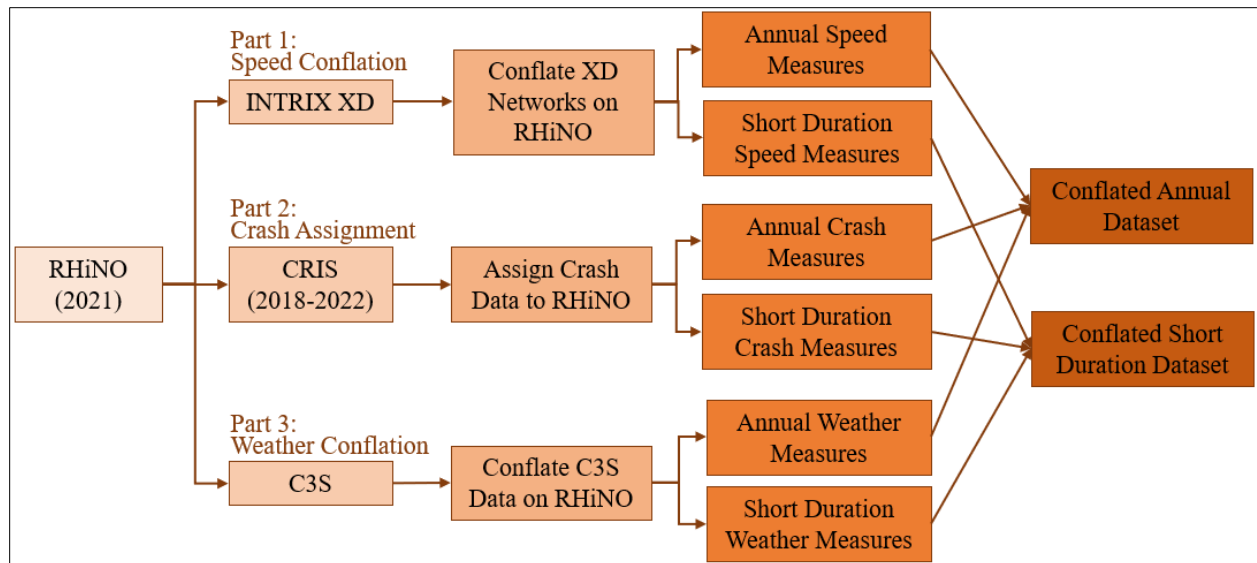 RHiNO
(2021)
Part 1:
Speed Conflation
INTRIX XD
Conflate XD
Networks on
RHiNO
Annual Speed
Measures
Short Duration
Speed Measures
Part 2:
Crash Assignment
CRIS
(2018-2022)
Assign Crash
Data to RHiNO
Annual Crash
Measures
Short Duration
Crash Measures
Part 3:
Weather Conflation
C3S
Conflate C3S
Data on RHiNO
Annual Weather
Measures
Short Duration
Weather Measures
Conflated Annual
Dataset
Conflated Short
Duration Dataset